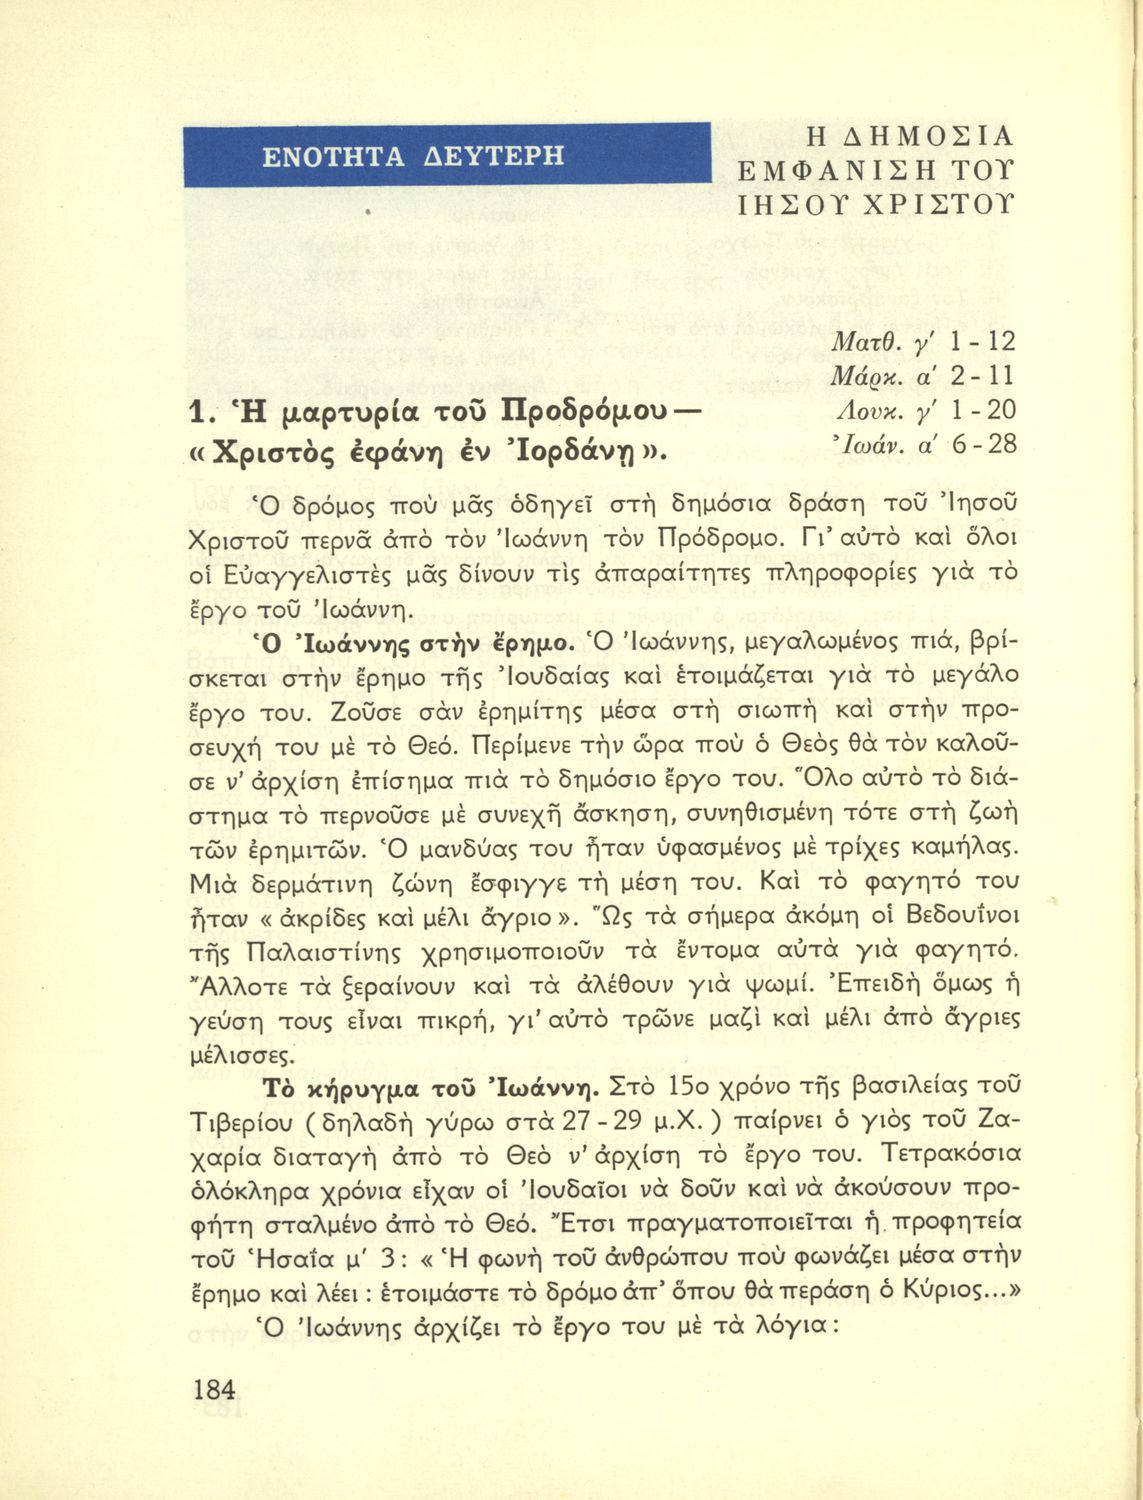 ΕΝΟΤΗΤΑ ΔΕΥΤΕΡΗ
Η ΔΗΜΟΣΙΑ
ΕΜΦΑΝΙΣΗ ΤΟΥ
ΙΗΣΟΥ ΧΡΙΣΤΟΥ
Ματθ. γ′ 1 - 12
Μάρκ. α′ 2 - 11
Λουκ. γ′ 1 - 20
Ἰωάν. α′ 6 - 28
1. Ἡ μαρτυρία τοῦ Προδρόμου —
« Χριστὸς ἐφάνη ἐν Ἰορδάνῃ ».
Ὁ δρόμος ποὺ μᾶς ὁδηγεῖ στὴ δημόσια δράση τοῦ Ἰησοῦ
Χριστοῦ περνᾶ ἀπὸ τὸν Ἰωάννη τὸν Πρόδρομο. Γι᾿ αὐτὸ καὶ ὅλοι
οἱ Εὐαγγελιστὲς μᾶς δίνουν τὶς ἀπαραίτητες πληροφορίες γιὰ τὸ
ἔργο τοῦ Ἰωάννη.
Ὁ Ἰωάννης στὴν ἔρημο. Ὁ Ἰωάννης, μεγαλωμένος πιά, βρί-
σκεται στὴν ἔρημο τῆς Ἰουδαίας καὶ ἑτοιμάζεται γιὰ τὸ μεγάλο
ἔργο του. Ζοῦσε σὰν ἐρημίτης μέσα στὴ σιωπὴ καὶ στὴν προ-
σευχή του μὲ τὸ Θεό. Περίμενε τὴν ὥρα ποὺ ὁ Θεὸς θὰ τὸν καλοῦ-
σε ν᾿ ἀρχίση ἐπίσημα πιὰ τὸ δημόσιο ἔργο του. Ὅλο αὐτὸ τὸ διά-
στημα τὸ περνοῦσε μὲ συνεχῆ ἄσκηση, συνηθισμένη τότε στὴ ζωὴ
τῶν ἐρημιτῶν. Ὁ μανδύας του ἦταν ὑφασμένος μὲ τρίχες καμήλας.
Μιὰ δερμάτινη ζώνη ἔσφιγγε τὴ μέση του. Καὶ τὸ φαγητό του
ἦταν « ἀκρίδες καὶ μέλι ἄγριο ». Ὣς τὰ σήμερα ἀκόμη οἱ Βεδουΐνοι
τῆς Παλαιστίνης χρησιμοποιοῦν τὰ ἔντομα αὐτὰ γιὰ φαγητό.
Ἄλλοτε τὰ ξεραίνουν καὶ τὰ ἀλέθουν γιὰ ψωμί. Ἐπειδὴ ὅμως ἡ
γεύση τους εἶναι πικρή, γι᾿ αὐτὸ τρῶνε μαζὶ καὶ μέλι ἀπὸ ἄγριες
μέλισσες.
Τὸ κήρυγμα τοῦ Ἰωάννη. Στὸ 15ο χρόνο τῆς βασιλείας τοῦ
Τιβερίου ( δηλαδὴ γύρω στὰ 27 - 29 μ.Χ. ) παίρνει ὁ γιὸς τοῦ Ζα-
χαρία διαταγὴ ἀπὸ τὸ Θεὸ ν᾿ ἀρχίση τὸ ἔργο του. Τετρακόσια
ὁλόκληρα χρόνια εἶχαν οἱ Ἰουδαῖοι νὰ δοῦν καὶ νὰ ἀκούσουν προ-
φήτη σταλμένο ἀπὸ τὸ Θεό. Ἔτσι πραγματοποιεῖται ἡ προφητεία
τοῦ Ἡσαΐα μ′ 3 : « Ἡ φωνὴ τοῦ ἀνθρώπου ποὺ φωνάζει μέσα στὴν
ἔρημο καὶ λέει : ἑτοιμάστε τὸ δρόμο ἀπ᾿ ὅπου θὰ περάση ὁ Κύριος...»
Ὁ Ἰωάννης ἀρχίζει τὸ ἔργο του μὲ τὰ λόγια :
184